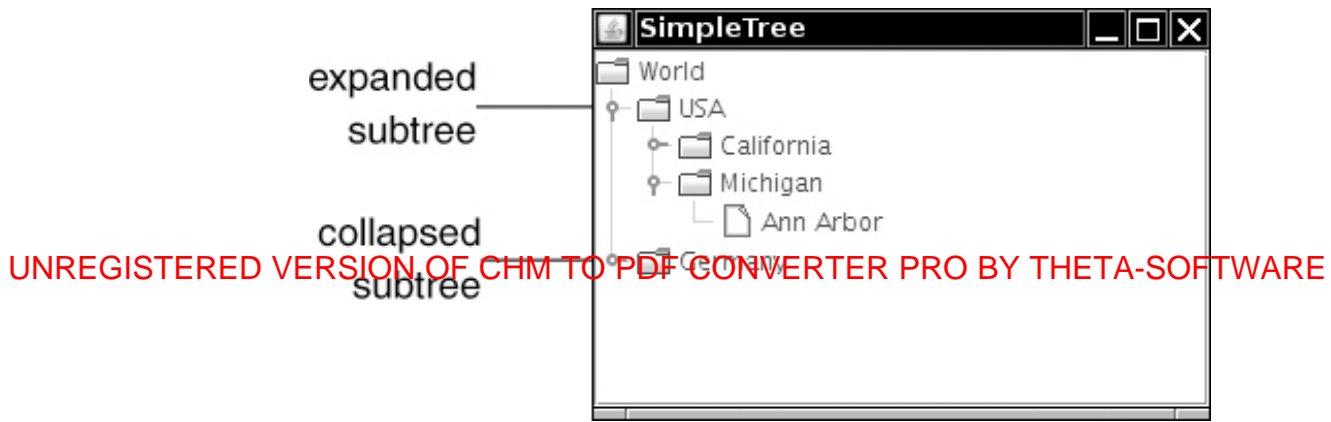 SimpleTree
World
expanded
subtree
USA
California
Michigan
Ann Arbor
collapsed
subtree
Germany
UNREGISTERED VERSION OF CHM TO PDF CONVERTER PRO BY THETA-SOFTWARE